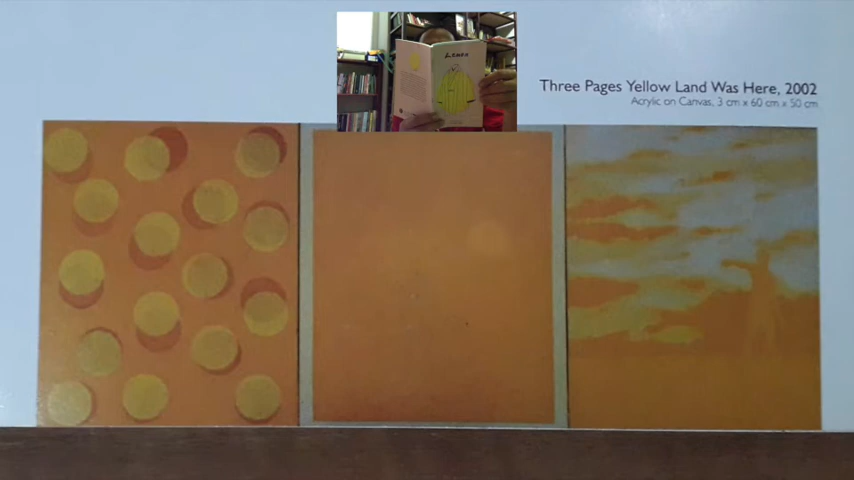 Three Pages Yellow Land Was Here, 2002
Acrylic on Canvas, 3 cm x 60 cm x 50 cm